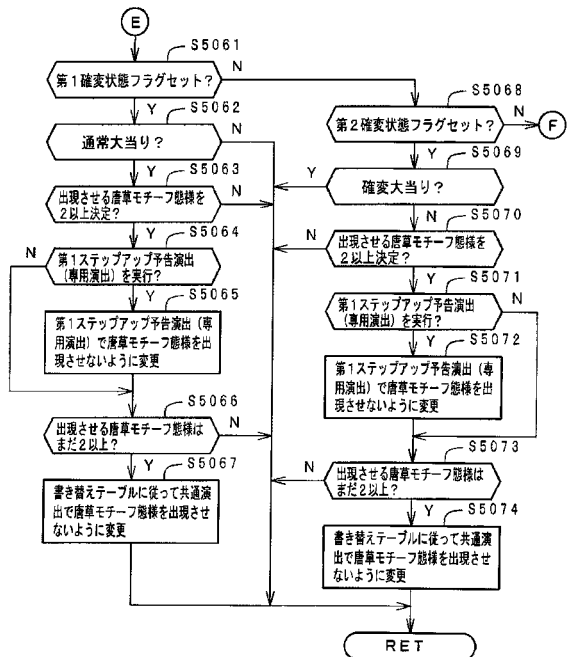 E
S5061
第1確変状態フラグセット?
N
Y
S5062
通常大当り?
N
Y
S5063
出現させる唐草モチーフ態様を
2以上決定?
N
Y
S5064
第1ステップアップ予告演出
(専用演出)を実行?
N
Y
S5065
第1ステップアップ予告演出(専
用演出)で唐草モチーフ態様を出
現させないように変更
S5066
出現させる唐草モチーフ態様は
まだ2以上?
N
Y
S5067
書き替えテーブルに従って共通演
出で唐草モチーフ態様を出現させ
ないように変更
S5068
第2確変状態フラグセット?
N
F
Y
S5069
確変大当り?
Y
N
S5070
出現させる唐草モチーフ態様を
2以上決定?
N
Y
S5071
第1ステップアップ予告演出
(専用演出)を実行?
N
Y
S5072
第1ステップアップ予告演出(専
用演出)で唐草モチーフ態様を出
現させないように変更
S5073
出現させる唐草モチーフ態様は
まだ2以上?
N
Y
S5074
書き替えテーブルに従って共通演
出で唐草モチーフ態様を出現させ
ないように変更
RET